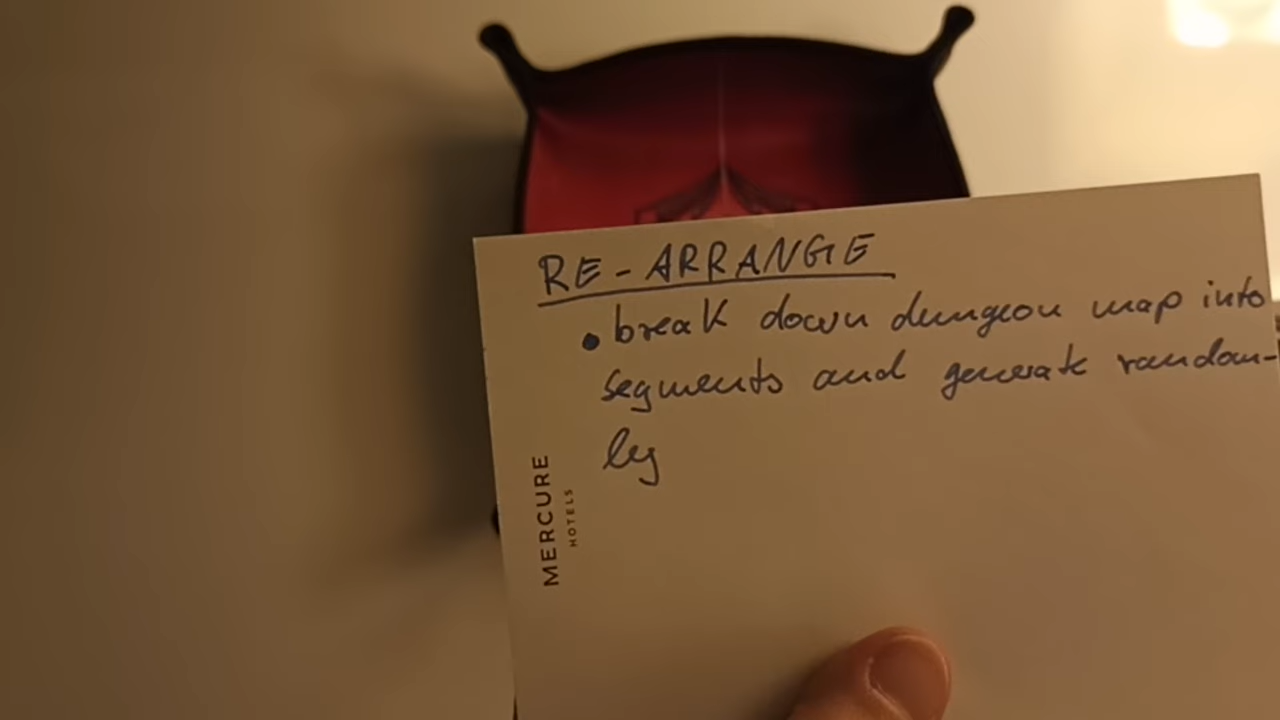 RE-ARRANGE
• break down dungeon map into
segments and generate random-
ly
MERCURE
HOTELS